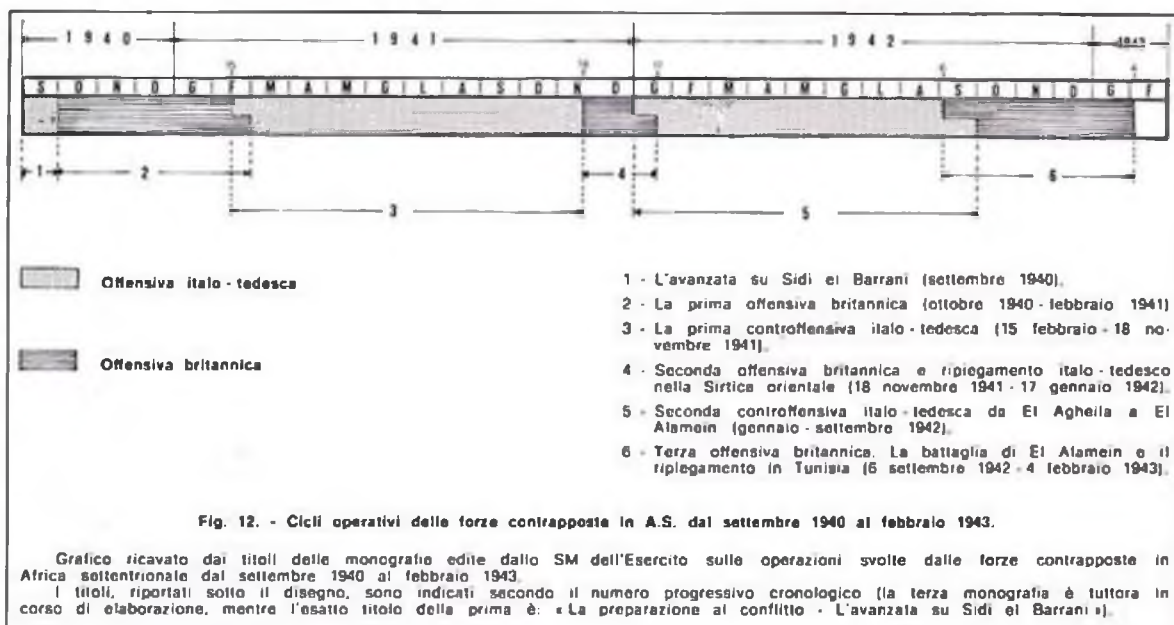 1940 1941 1942 1943
15 18 17 6 4
S O N D G F M A M G L A S O N D G F M A M G L A S O N D G F
1 2 4 6
3 5
Offensiva italo - tedesca
Offensiva britannica
1 - L'avanzata su Sidi el Barrani (settembre 1940).
2 - La prima offensiva britannica (ottobre 1940 - febbraio 1941)
3 - La prima controffensiva italo - tedesca (15 febbraio - 18 no-
vembre 1941).
4 - Seconda offensiva britannica e ripiegamento italo - tedesco
nella Sirtica orientale (18 novembre 1941 - 17 gennaio 1942).
5 - Seconda controffensiva italo - tedesca da El Agheila a El
Alamein (gennaio - settembre 1942).
6 - Terza offensiva britannica. La battaglia di El Alamein e il
ripiegamento in Tunisia (6 settembre 1942 - 4 febbraio 1943).
Fig. 12. - Cicli operativi delle forze contrapposte in A.S. dal settembre 1940 al febbraio 1943.
Grafico ricavato dai titoli delle monografie edite dallo SM dell'Esercito sulle operazioni svolte dalle forze contrapposte in
Africa settentrionale dal settembre 1940 al febbraio 1943.
I titoli, riportati sotto il disegno, sono indicati secondo il numero progressivo cronologico (la terza monografia è tuttora in
corso di elaborazione, mentre l'esatto titolo della prima è: « La preparazione al conflitto - L'avanzata su Sidi el Barrani »).